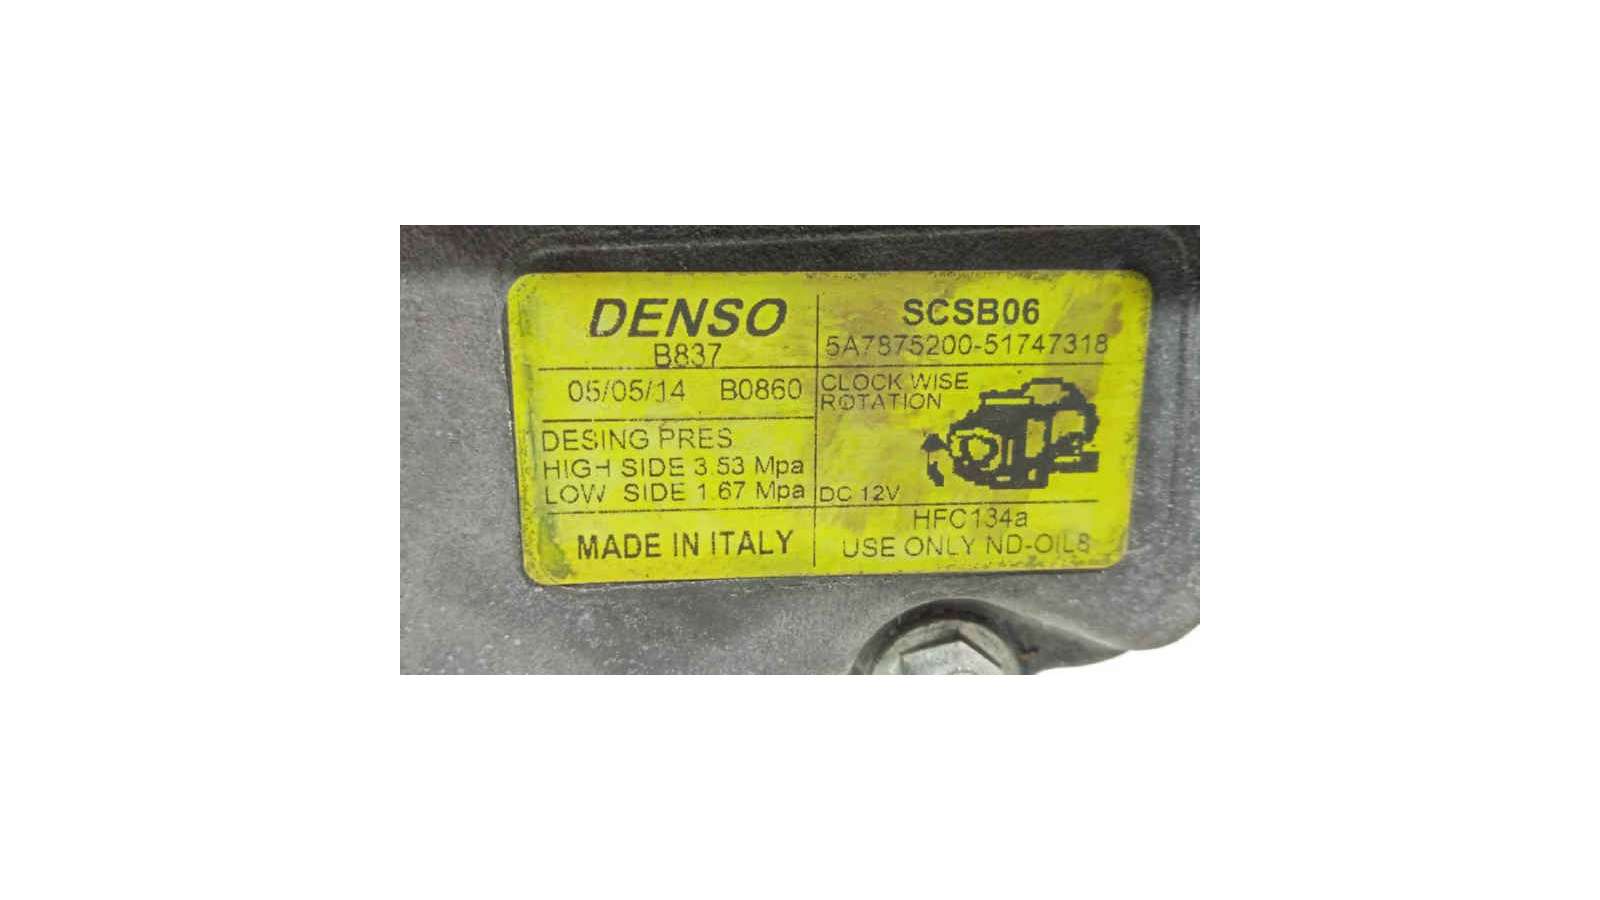 DENSO
B837
05/05/14 B0860
DESING PRES
HIGH SIDE 3.53 Mpa
LOW SIDE 1.67 Mpa
MADE IN ITALY
SCSB06
5A7875200-51747318
CLOCK WISE
ROTATION
DC 12V
HFC134a
USE ONLY ND-OIL8